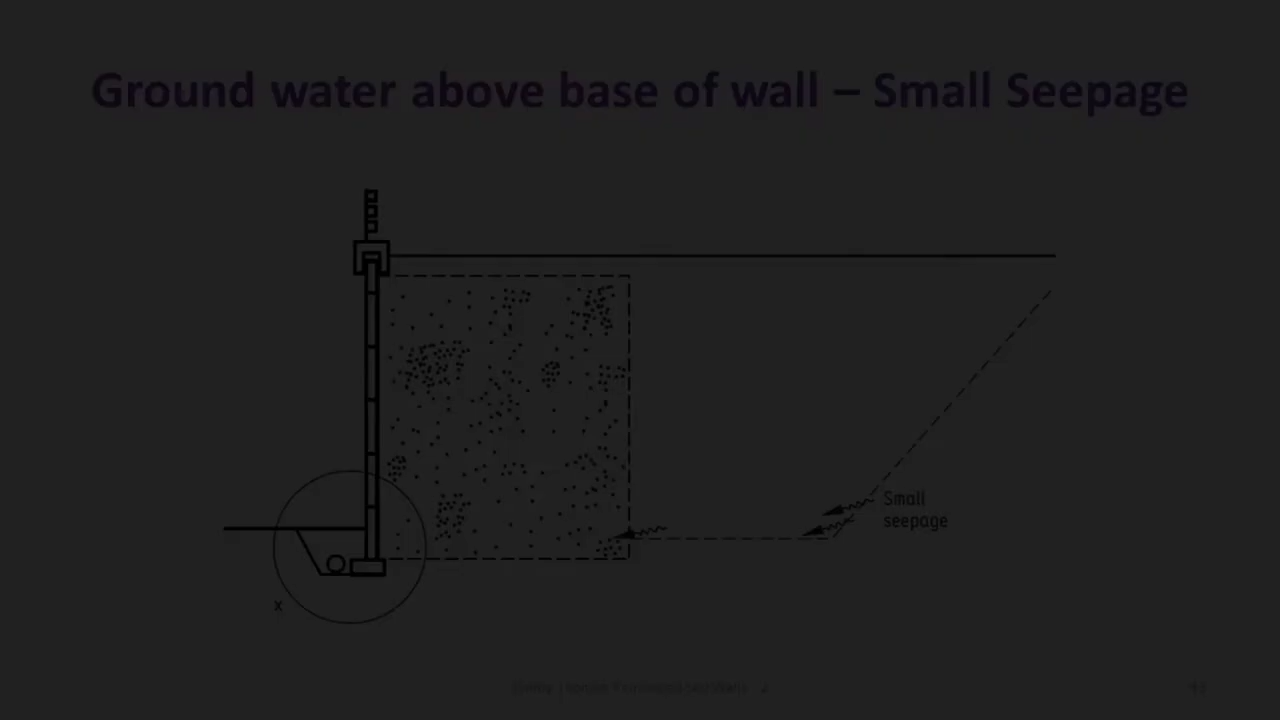 Ground water above base of wall – Small Seepage
Small
seepage
x